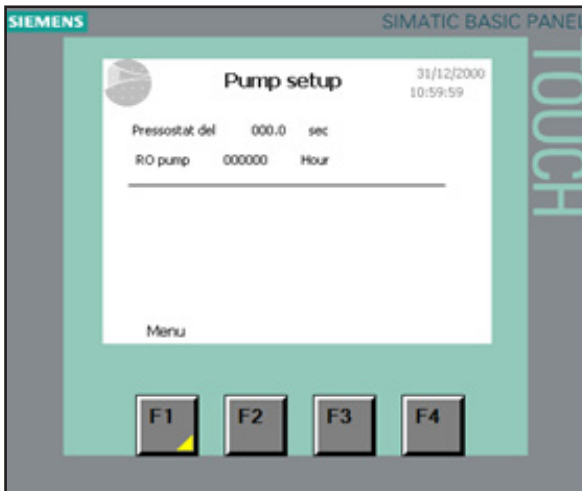 SIEMENS SIMATIC BASIC PANEL
TOUCH
Pump setup 31/12/2000
10:59:59
Pressostat del 000.0 sec
RO pump 000000 Hour
Menu
F1 F2 F3 F4